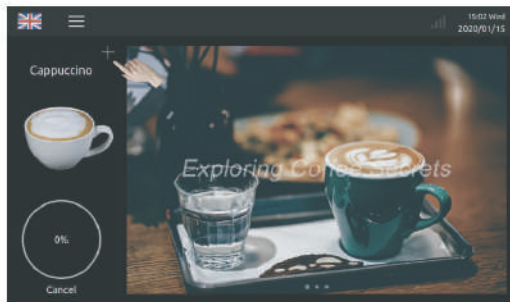 15:02 Wed
2020/01/15
Cappuccino
Exploring Coffee Secrets
0%
Cancel